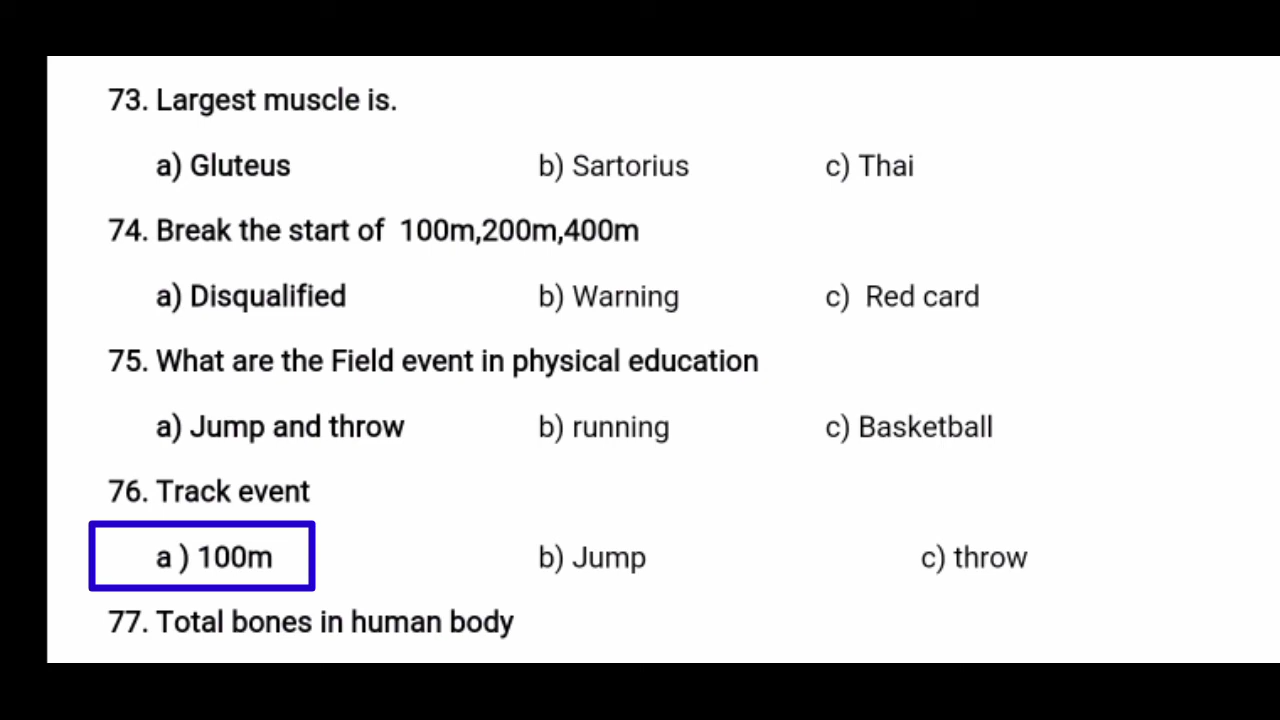 73. Largest muscle is.
a) Gluteus b) Sartorius c) Thai
74. Break the start of 100m,200m,400m
a) Disqualified b) Warning c) Red card
75. What are the Field event in physical education
a) Jump and throw b) running c) Basketball
76. Track event
a ) 100m b) Jump c) throw
77. Total bones in human body